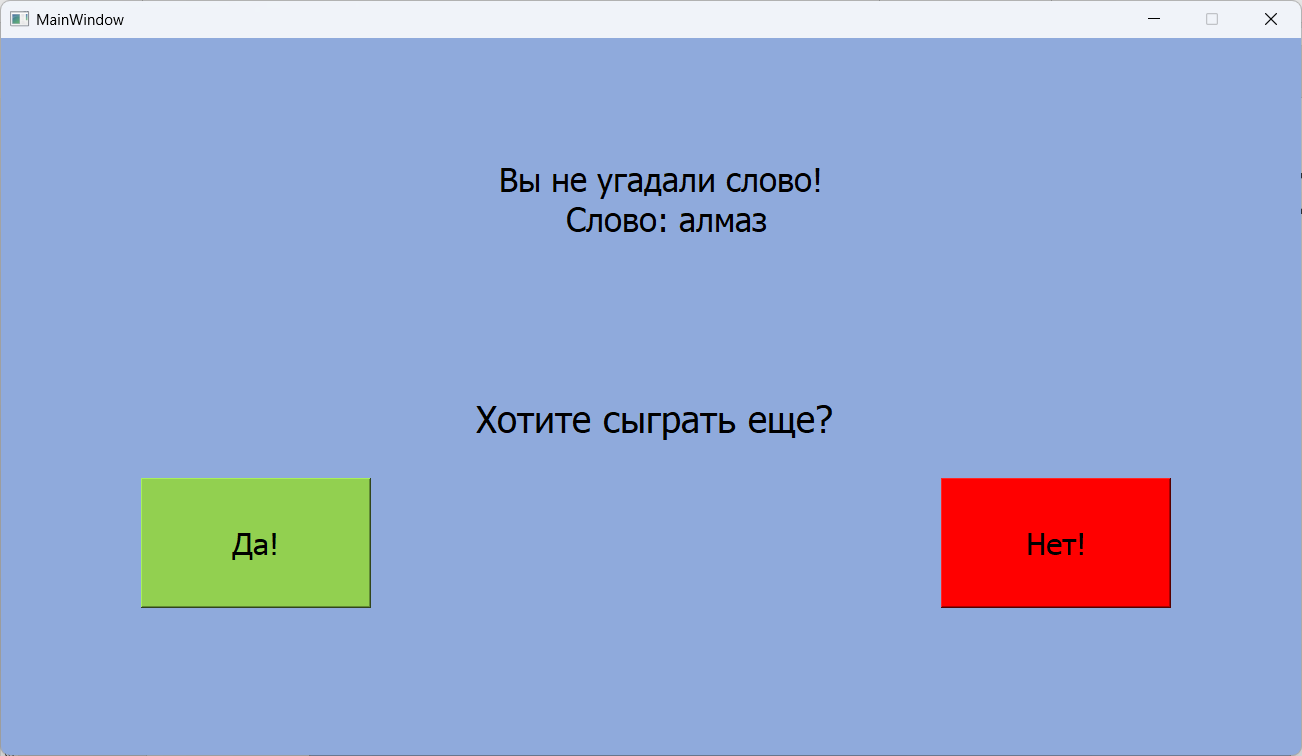 MainWindow
Вы не угадали слово!
Слово: алмаз
Хотите сыграть еще?
Да!
Нет!